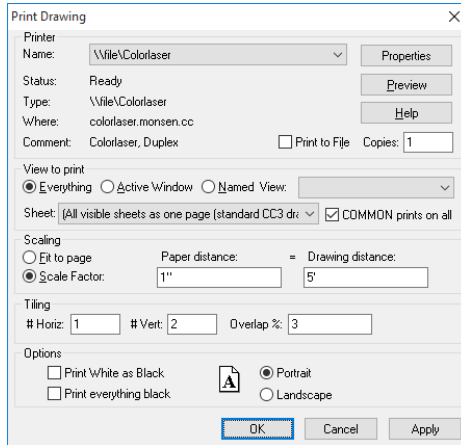 Print Drawing
Printer
Name: \\file\Colorlaser Properties
Status: Ready Preview
Type: \\file\Colorlaser
Where: colorlaser.monsen.cc Help
Comment: Colorlaser, Duplex Print to File Copies: 1
View to print
Everything Active Window Named View:
Sheet: (All visible sheets as one page (standard CC3 dra COMMON prints on all
Scaling
Fit to page Paper distance: = Drawing distance:
Scale Factor: 1" 5'
Tiling
# Horiz: 1 # Vert: 2 Overlap %: 3
Options
Print White as Black A Portrait
Print everything black Landscape
OK Cancel Apply